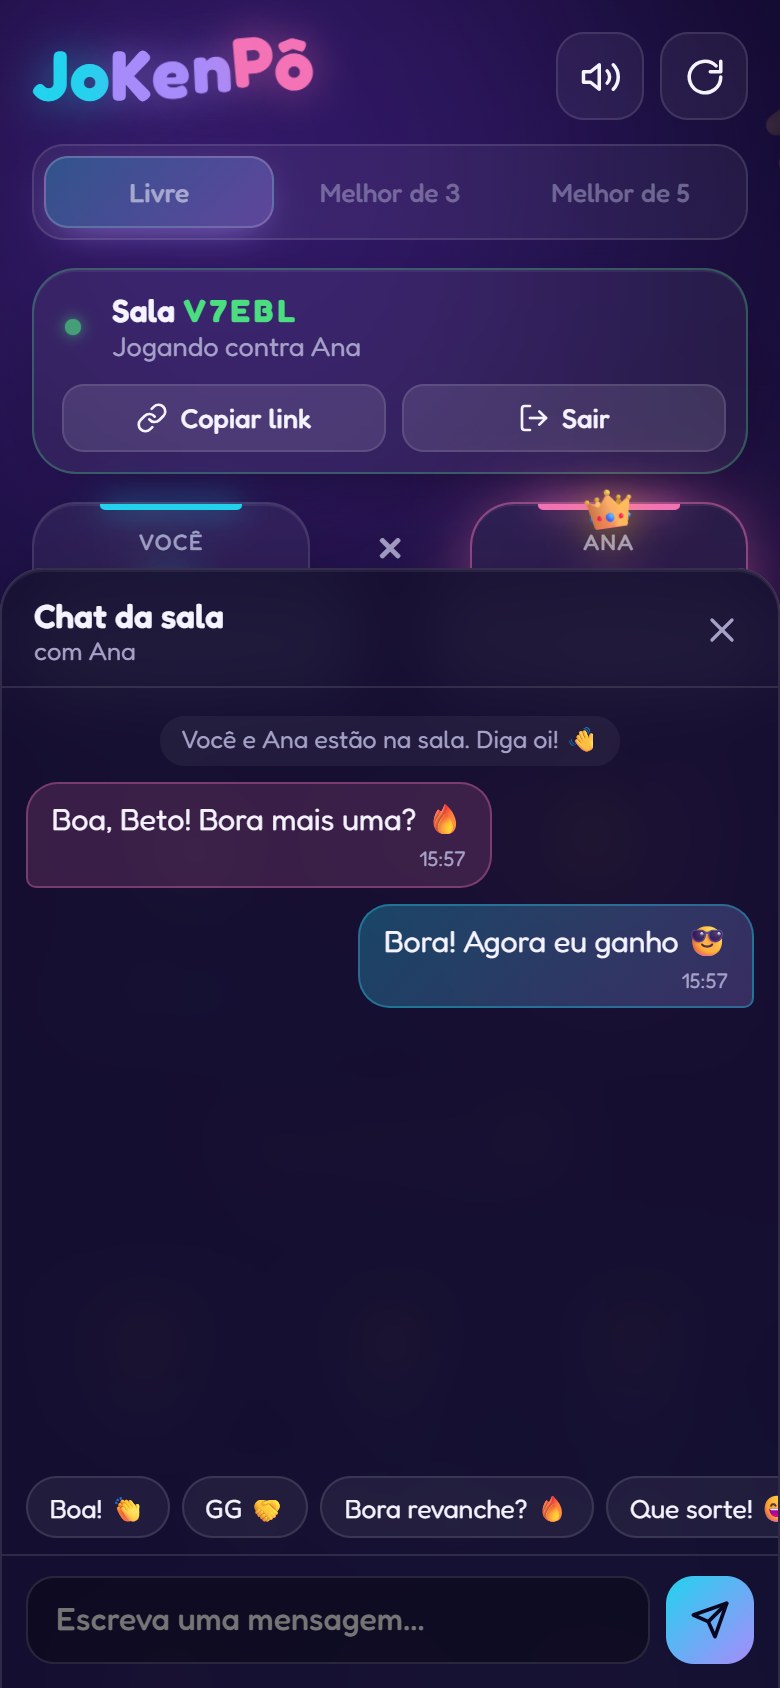 JoKenPô
Livre
Melhor de 3
Melhor de 5
Sala V7EBL
Jogando contra Ana
Copiar link
Sair
VOCÊ
×
ANA
Chat da sala
com Ana
Você e Ana estão na sala. Diga oi! 👋
Boa, Beto! Bora mais uma? 🔥
15:57
Bora! Agora eu ganho 😎
15:57
Boa! 👏
GG 🤝
Bora revanche? 🔥
Que sorte!
Escreva uma mensagem...